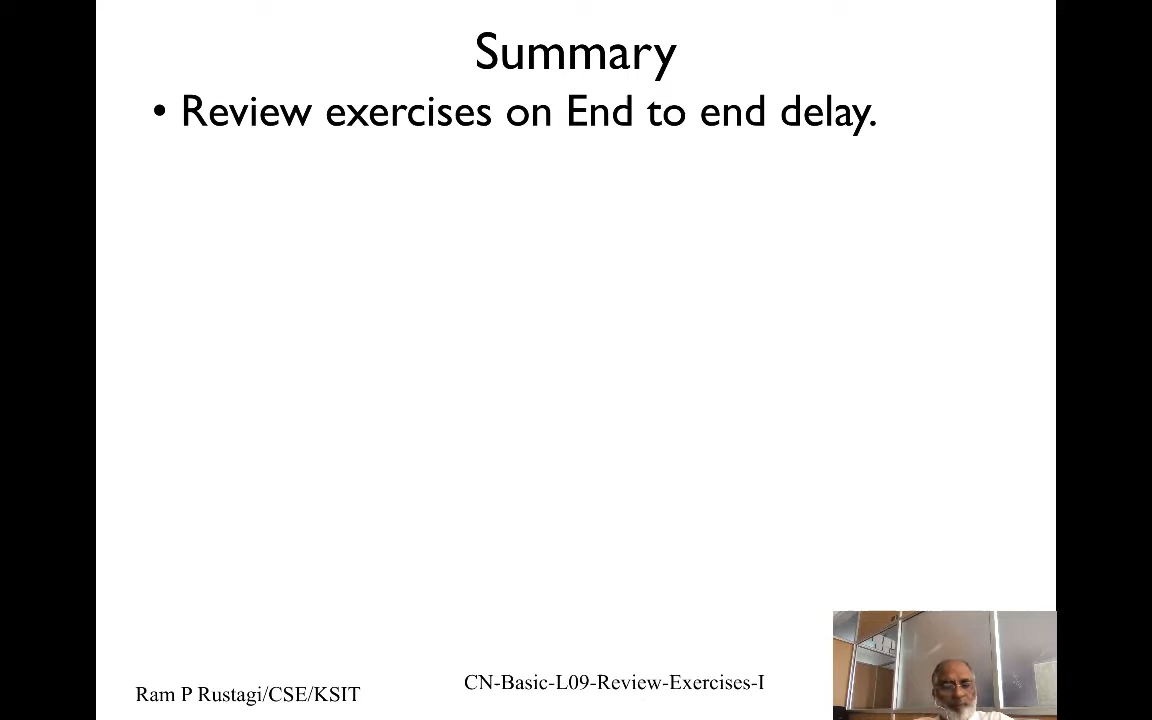 Summary
• Review exercises on End to end delay.
Ram P Rustagi/CSE/KSIT
CN-Basic-L09-Review-Exercises-I